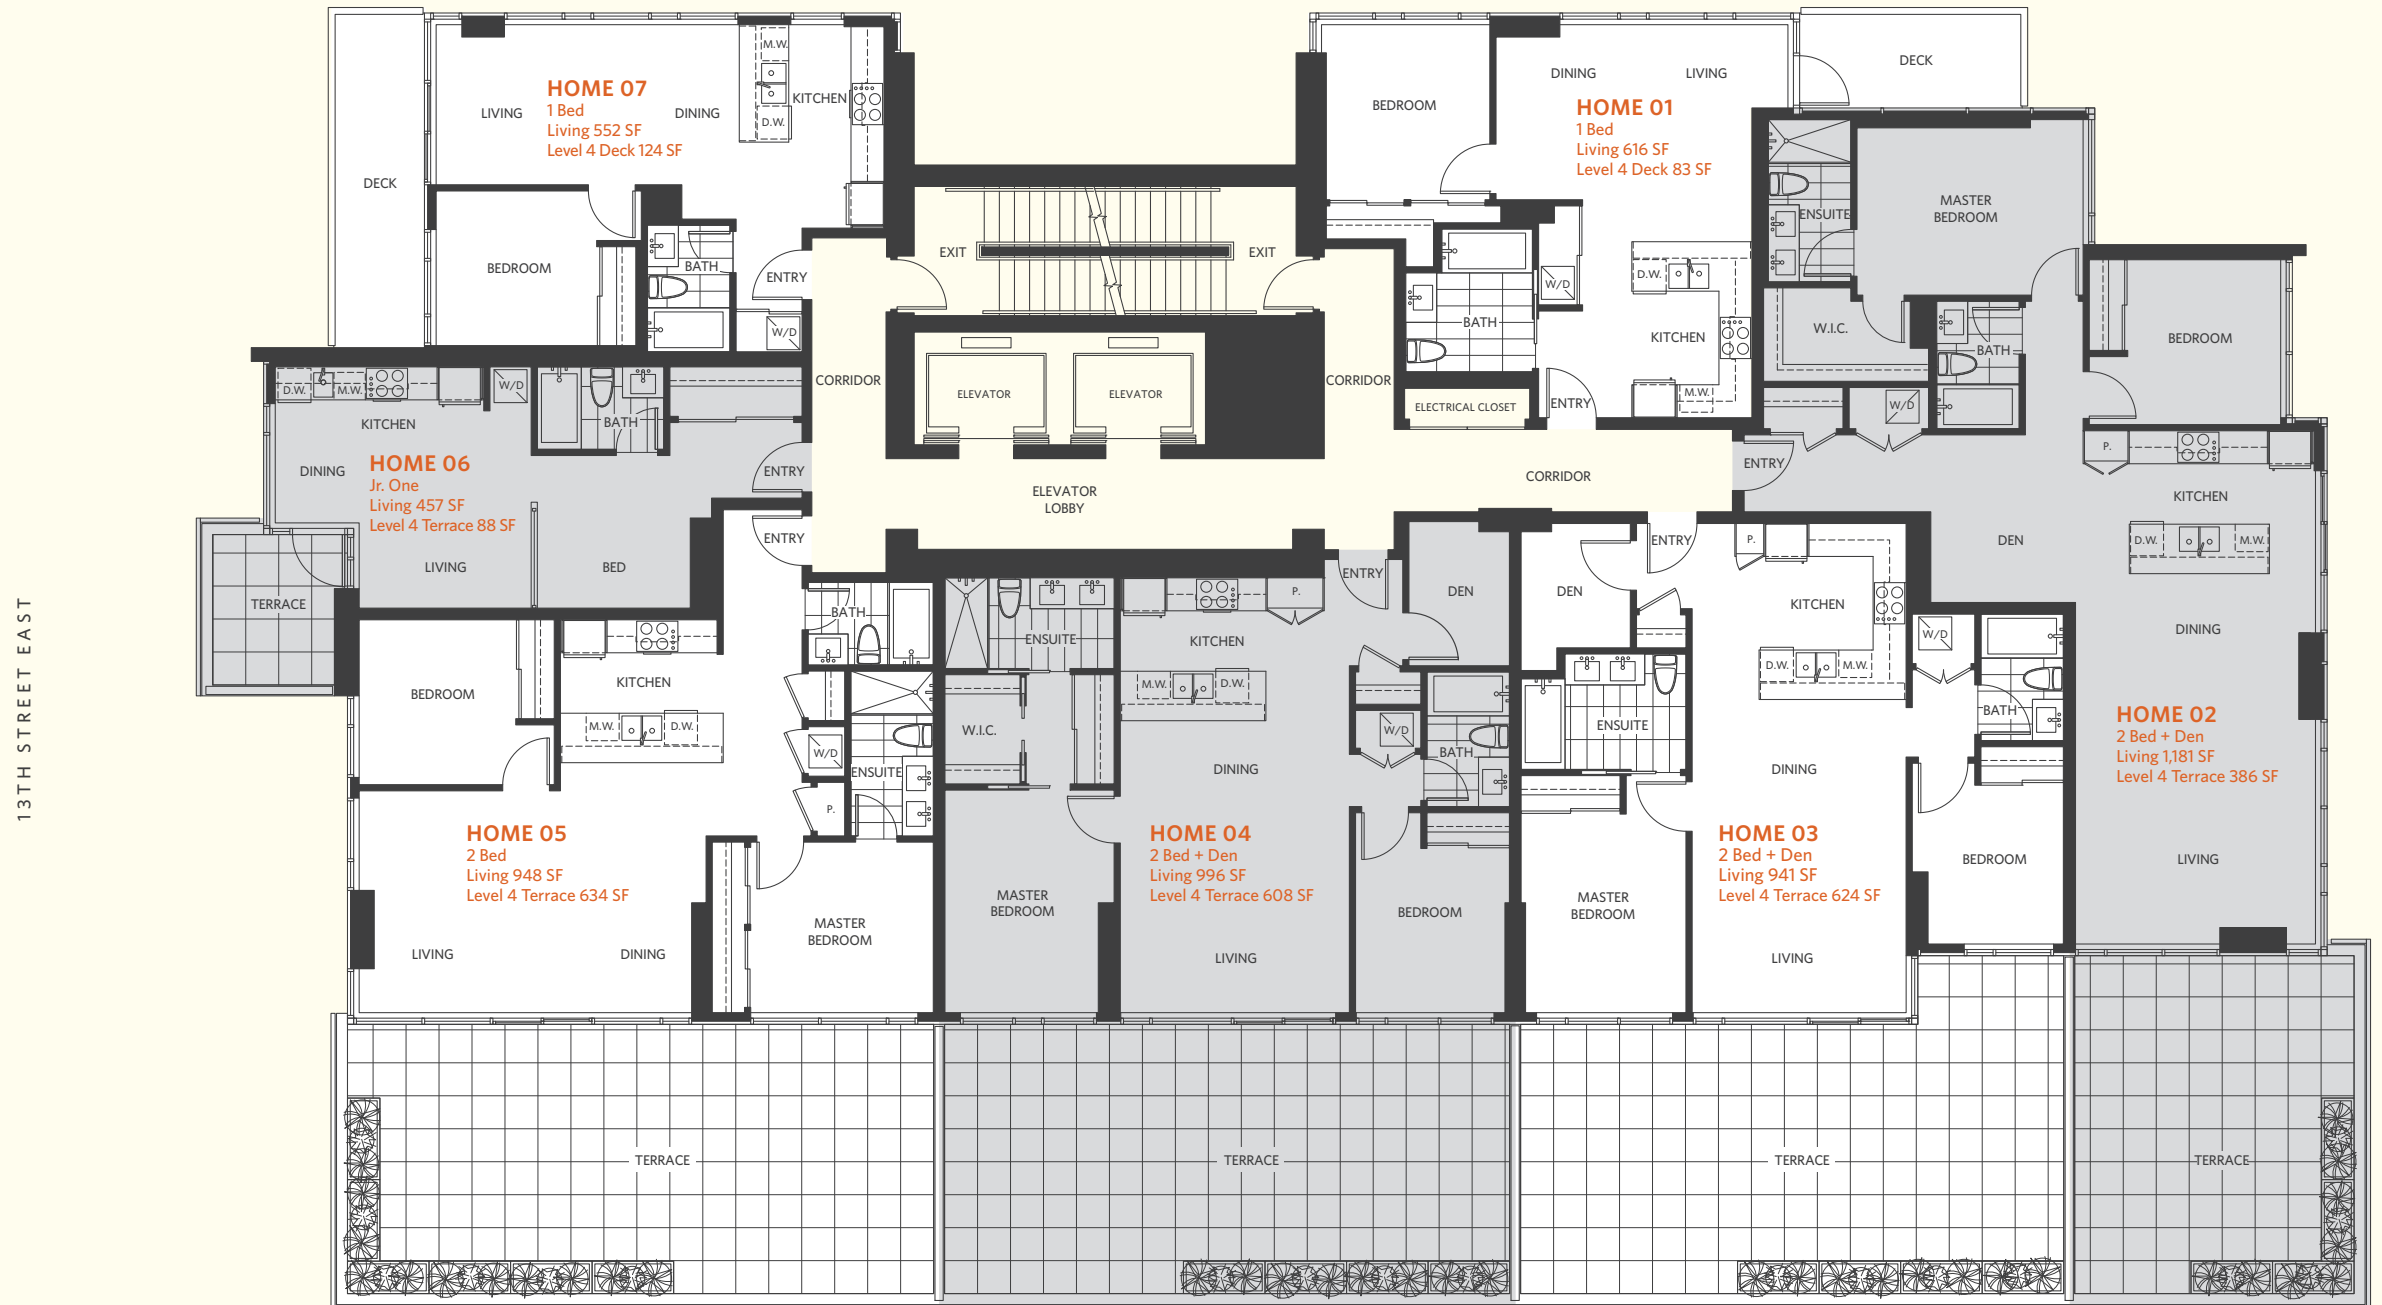 13TH STREET EAST
HOME 07
1 Bed
Living 552 SF
Level 4 Deck 124 SF
DECK
LIVING
DINING
KITCHEN
M.W.
D.W.
BEDROOM
BATH
ENTRY
W/D
EXIT
EXIT
CORRIDOR
ELEVATOR
ELEVATOR
CORRIDOR
ELEVATOR
LOBBY
CORRIDOR
ELECTRICAL CLOSET
HOME 01
1 Bed
Living 616 SF
Level 4 Deck 83 SF
BEDROOM
DINING
LIVING
DECK
W/D
D.W.
BATH
KITCHEN
M.W.
ENTRY
HOME 02
2 Bed + Den
Living 1,181 SF
Level 4 Terrace 386 SF
ENSUITE
MASTER
BEDROOM
W.I.C.
BATH
BEDROOM
W/D
ENTRY
P.
KITCHEN
D.W.
M.W.
DEN
DINING
LIVING
TERRACE
HOME 06
Jr. One
Living 457 SF
Level 4 Terrace 88 SF
D.W.
M.W.
W/D
KITCHEN
BATH
DINING
ENTRY
LIVING
BED
TERRACE
HOME 05
2 Bed
Living 948 SF
Level 4 Terrace 634 SF
ENTRY
BATH
BEDROOM
KITCHEN
M.W.
D.W.
W/D
ENSUITE
P.
LIVING
DINING
MASTER
BEDROOM
TERRACE
HOME 04
2 Bed + Den
Living 996 SF
Level 4 Terrace 608 SF
ENTRY
DEN
P.
ENSUITE
KITCHEN
M.W.
D.W.
W.I.C.
W/D
BATH
DINING
MASTER
BEDROOM
BEDROOM
LIVING
TERRACE
HOME 03
2 Bed + Den
Living 941 SF
Level 4 Terrace 624 SF
ENTRY
P.
DEN
KITCHEN
W/D
D.W.
M.W.
ENSUITE
BATH
DINING
BEDROOM
MASTER
BEDROOM
LIVING
TERRACE